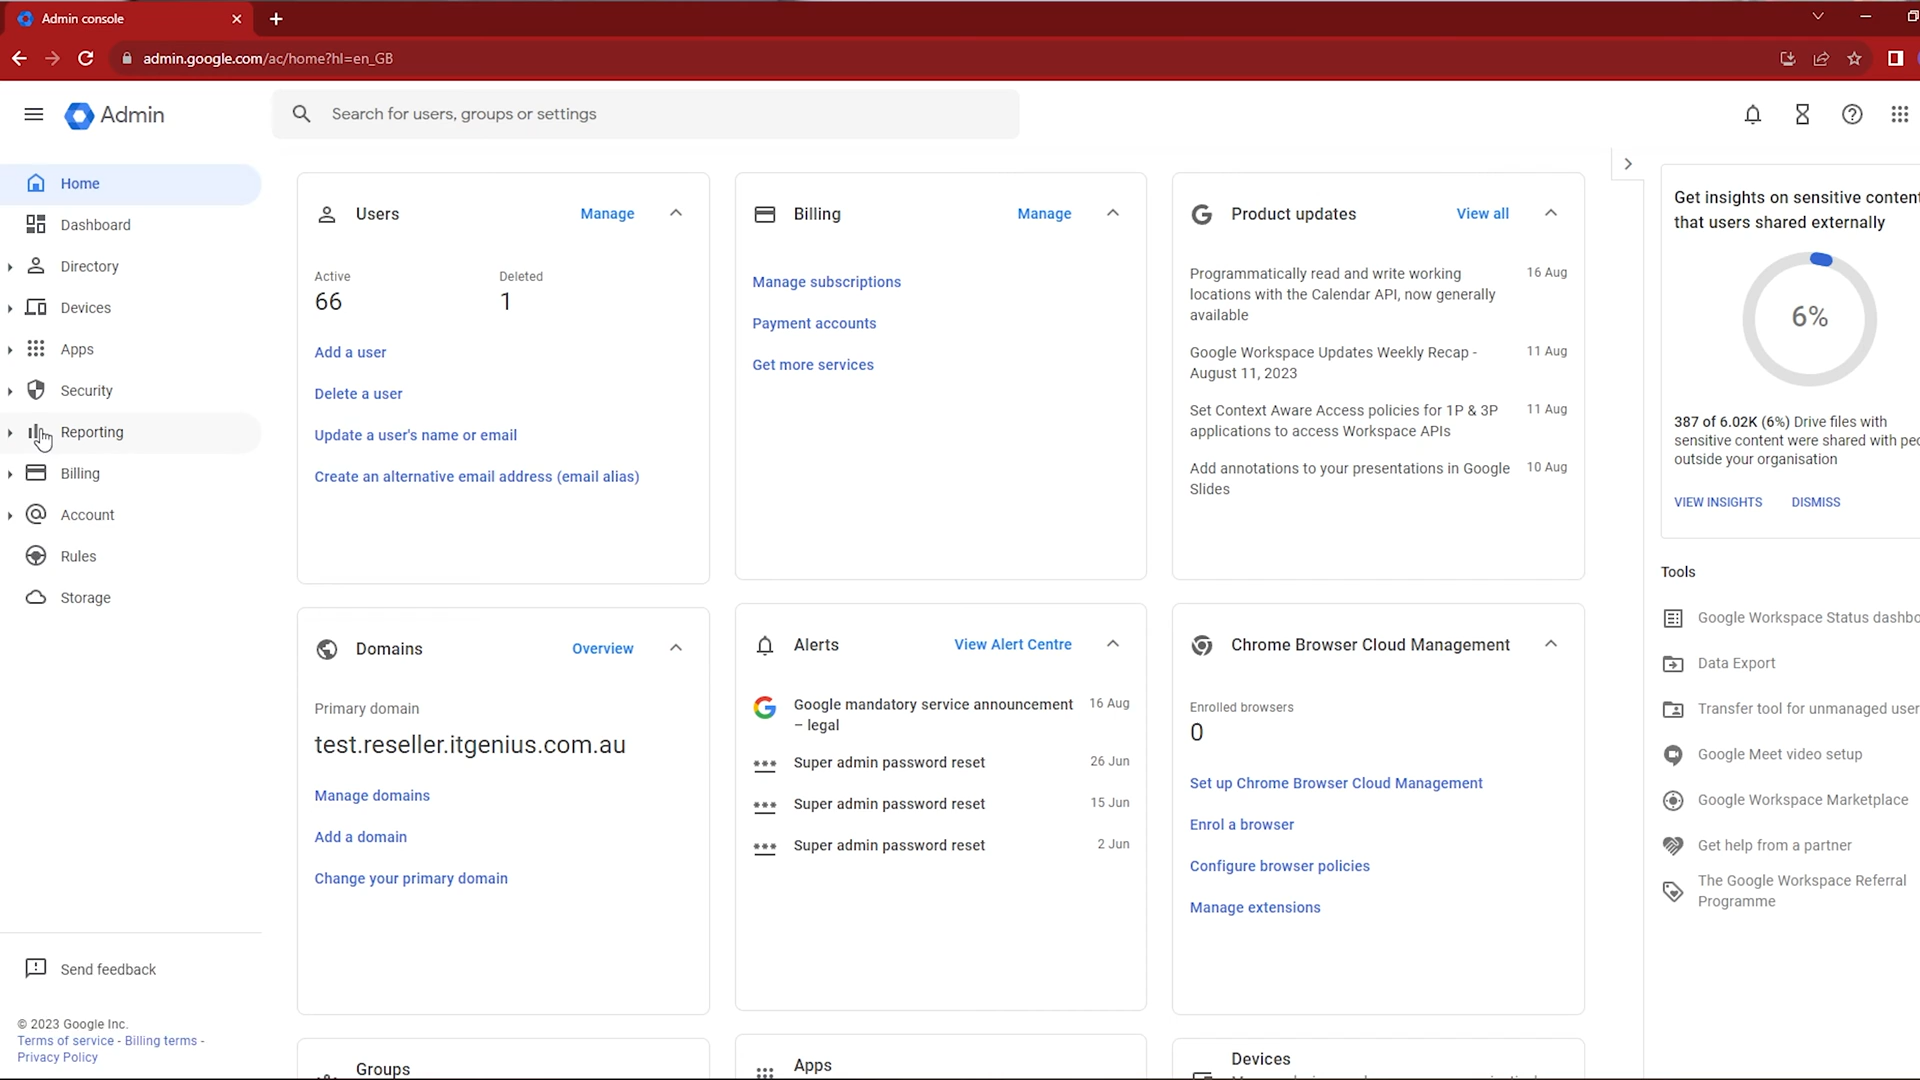 Admin console
admin.google.com/ac/home?hl=en_GB
Admin
Search for users, groups or settings
Home
Dashboard
Directory
Devices
Apps
Security
Reporting
Billing
Account
Rules
Storage
Send feedback
© 2023 Google Inc.
Terms of service - Billing terms -
Privacy Policy
Users
Manage
Active
Deleted
66
1
Add a user
Delete a user
Update a user's name or email
Create an alternative email address (email alias)
Billing
Manage
Manage subscriptions
Payment accounts
Get more services
Product updates
View all
Programmatically read and write working
16 Aug
locations with the Calendar API, now generally
available
Google Workspace Updates Weekly Recap -
11 Aug
August 11, 2023
Set Context Aware Access policies for 1P & 3P
11 Aug
applications to access Workspace APIs
Add annotations to your presentations in Google
10 Aug
Slides
Domains
Overview
Primary domain
test.reseller.itgenius.com.au
Manage domains
Add a domain
Change your primary domain
Alerts
View Alert Centre
Google mandatory service announcement
16 Aug
– legal
Super admin password reset
26 Jun
Super admin password reset
15 Jun
Super admin password reset
2 Jun
Chrome Browser Cloud Management
Enrolled browsers
0
Set up Chrome Browser Cloud Management
Enrol a browser
Configure browser policies
Manage extensions
Groups
Apps
Devices
Get insights on sensitive content
that users shared externally
6%
387 of 6.02K (6%) Drive files with
sensitive content were shared with
outside your organisation
VIEW INSIGHTS
DISMISS
Tools
Google Workspace Status
Data Export
Transfer tool for unmanaged
Google Meet video setup
Google Workspace Marketplace
Get help from a partner
The Google Workspace Referral
Programme